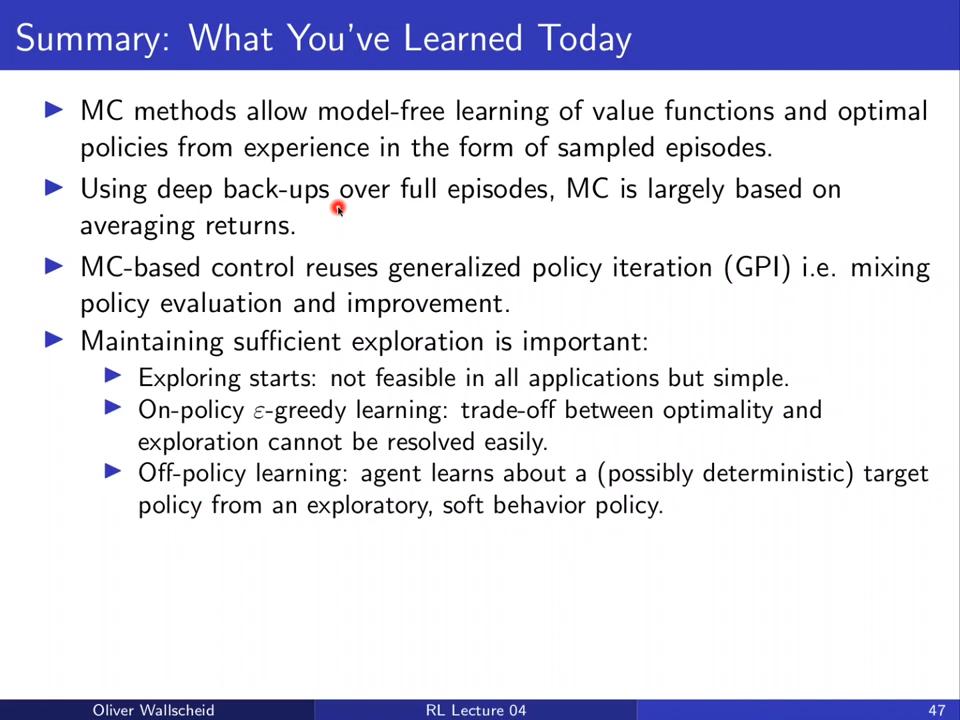 Summary: What You've Learned Today
MC methods allow model-free learning of value functions and optimal
policies from experience in the form of sampled episodes.
Using deep back-ups over full episodes, MC is largely based on
averaging returns.
MC-based control reuses generalized policy iteration (GPI) i.e. mixing
policy evaluation and improvement.
Maintaining sufficient exploration is important:
Exploring starts: not feasible in all applications but simple.
On-policy ε-greedy learning: trade-off between optimality and
exploration cannot be resolved easily.
Off-policy learning: agent learns about a (possibly deterministic) target
policy from an exploratory, soft behavior policy.
Oliver Wallscheid
RL Lecture 04
47